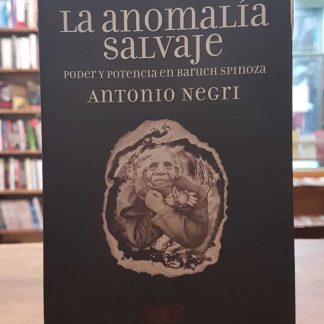 La anomalía
salvaje
Poder y potencia en Baruch Spinoza
Antonio Negri